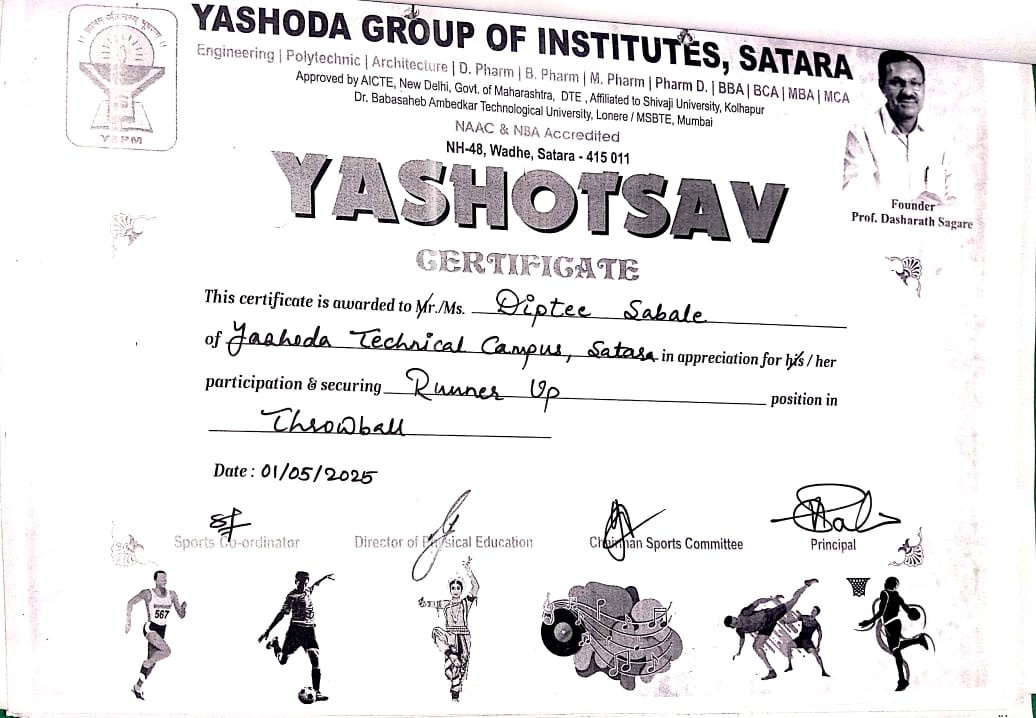 YASHODA GROUP OF INSTITUTES, SATARA
Engineering | Polytechnic | Architecture | D. Pharm | B. Pharm | M. Pharm | Pharm D. | BBA | BCA | MBA | MCA
Approved by AICTE, New Delhi, Govt. of Maharashtra, DTE , Affiliated to Shivaji University, Kolhapur
Dr. Babasaheb Ambedkar Technological University, Lonere / MSBTE, Mumbai
NAAC & NBA Accredited
NH-48, Wadhe, Satara - 415 011
YSPM
Founder
Prof. Dasharath Sagare
YASHOTSAV
CERTIFICATE
This certificate is awarded to Mr./Ms. Diptee Sabale
of Yashoda Technical Campus, Satara in appreciation for his / her
participation & securing Runner Up position in
Throwball
Date : 01/05/2025
Sports Co-ordinator Director of Physical Education Chairman Sports Committee Principal
567